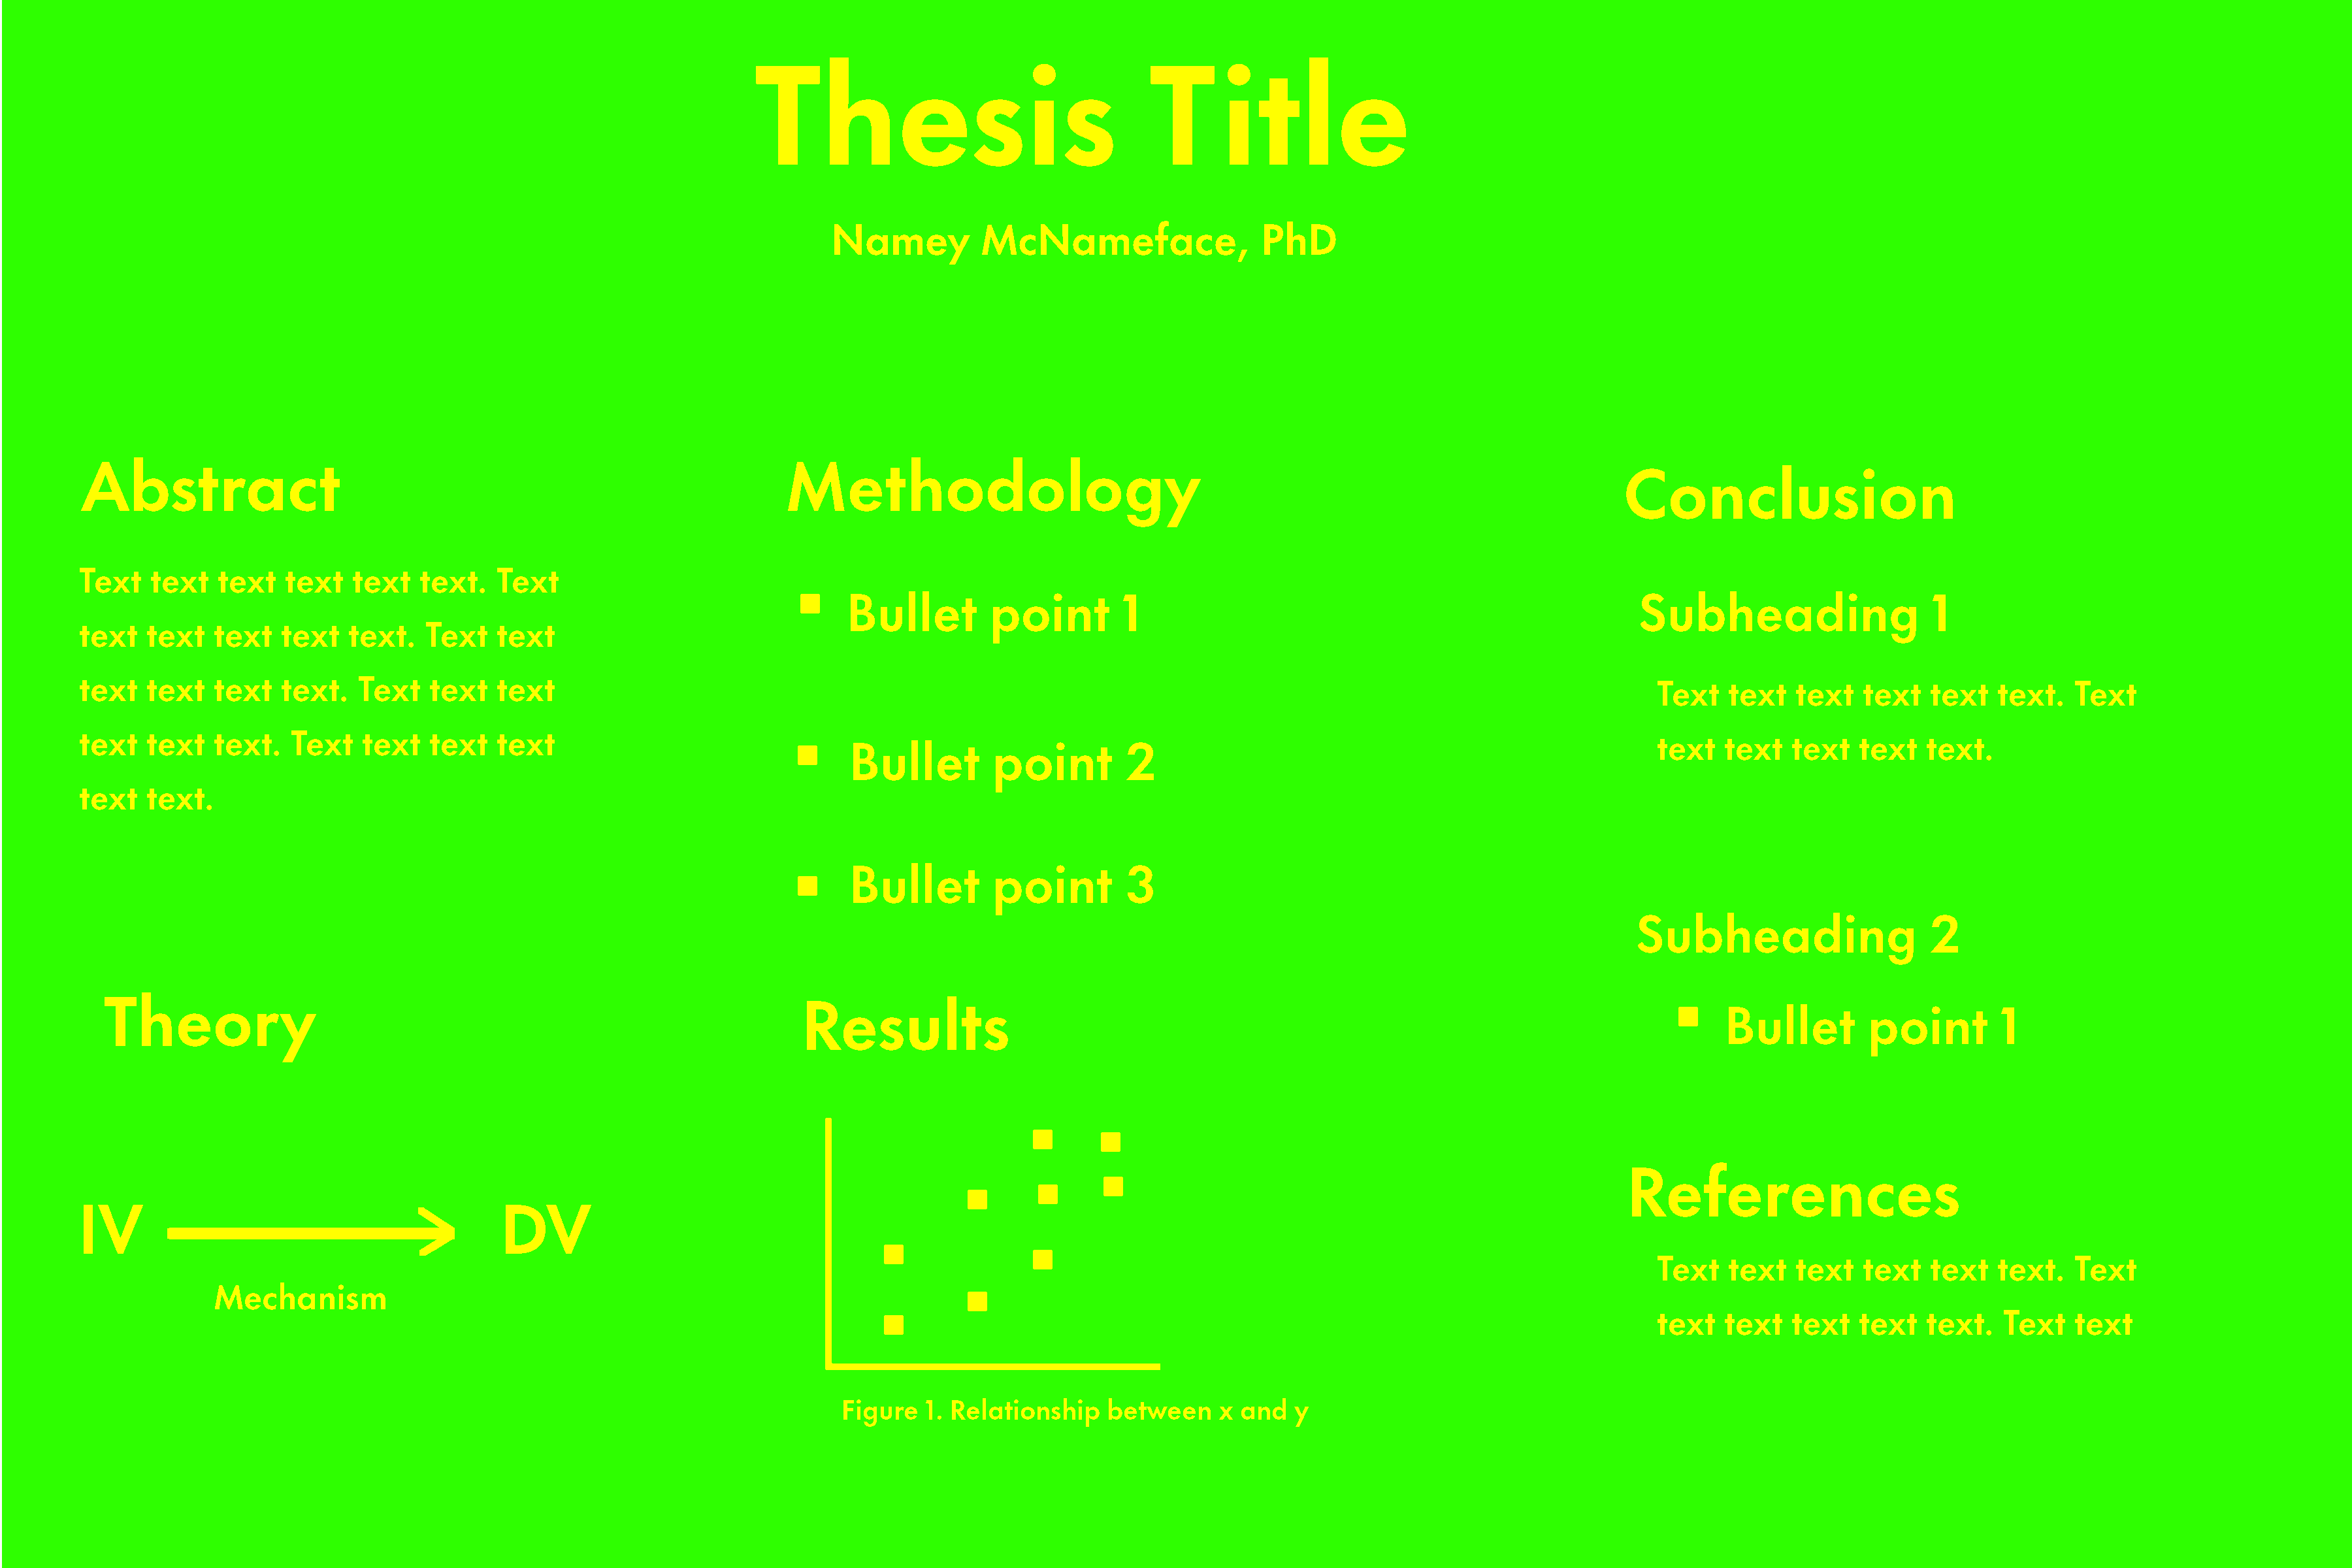 Thesis Title
Namey McNameface, PhD
Abstract
Text text text text text text. Text
text text text text text. Text text
text text text text. Text text text
text text text. Text text text text
text text.
Theory
IV
DV
Mechanism
Methodology
Bullet point 1
Bullet point 2
Bullet point 3
Results
Figure 1. Relationship between x and y
Conclusion
Subheading 1
Text text text text text text. Text
text text text text text.
Subheading 2
Bullet point 1
References
Text text text text text text. Text
text text text text text. Text text